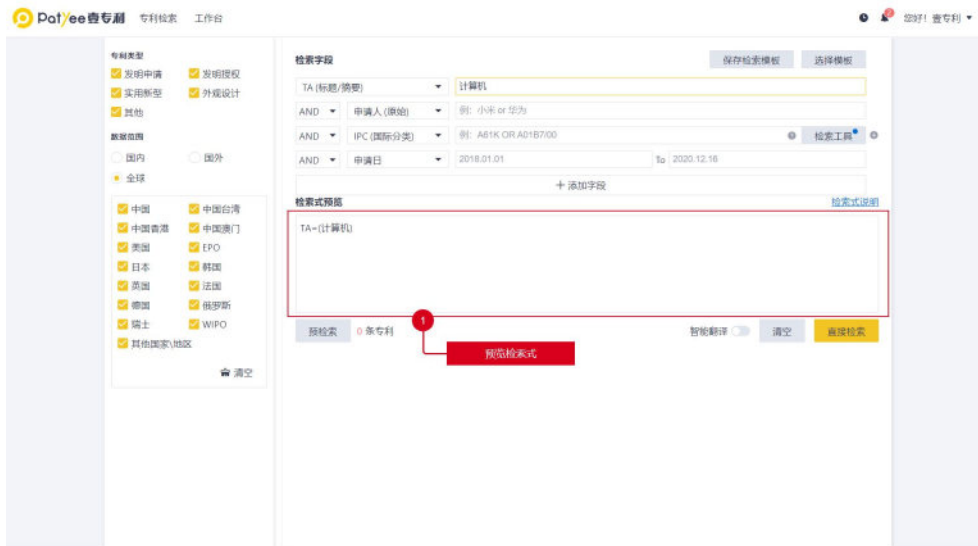 Patyee壹专利 专利检索 工作台 您好！壹专利
专利类型
发明申请 发明授权
实用新型 外观设计
其他
数据范围
国内 国外
全球
中国 中国台湾
中国香港 中国澳门
美国 EPO
日本 韩国
英国 法国
德国 俄罗斯
瑞士 WIPO
其他国家\地区
清空
检索字段 保存检索模板 选择模板
TA (标题/摘要) 计算机
AND 申请人 (原始) 例：小米 or 华为
AND IPC (国际分类) 例：A61K OR A01B7/00 检索工具
AND 申请日 2018.01.01 To 2020.12.16
+ 添加字段
检索式预览 检索式说明
TA=(计算机)
预检索 0 条专利 智能翻译 清空 直接检索
1
预览检索式